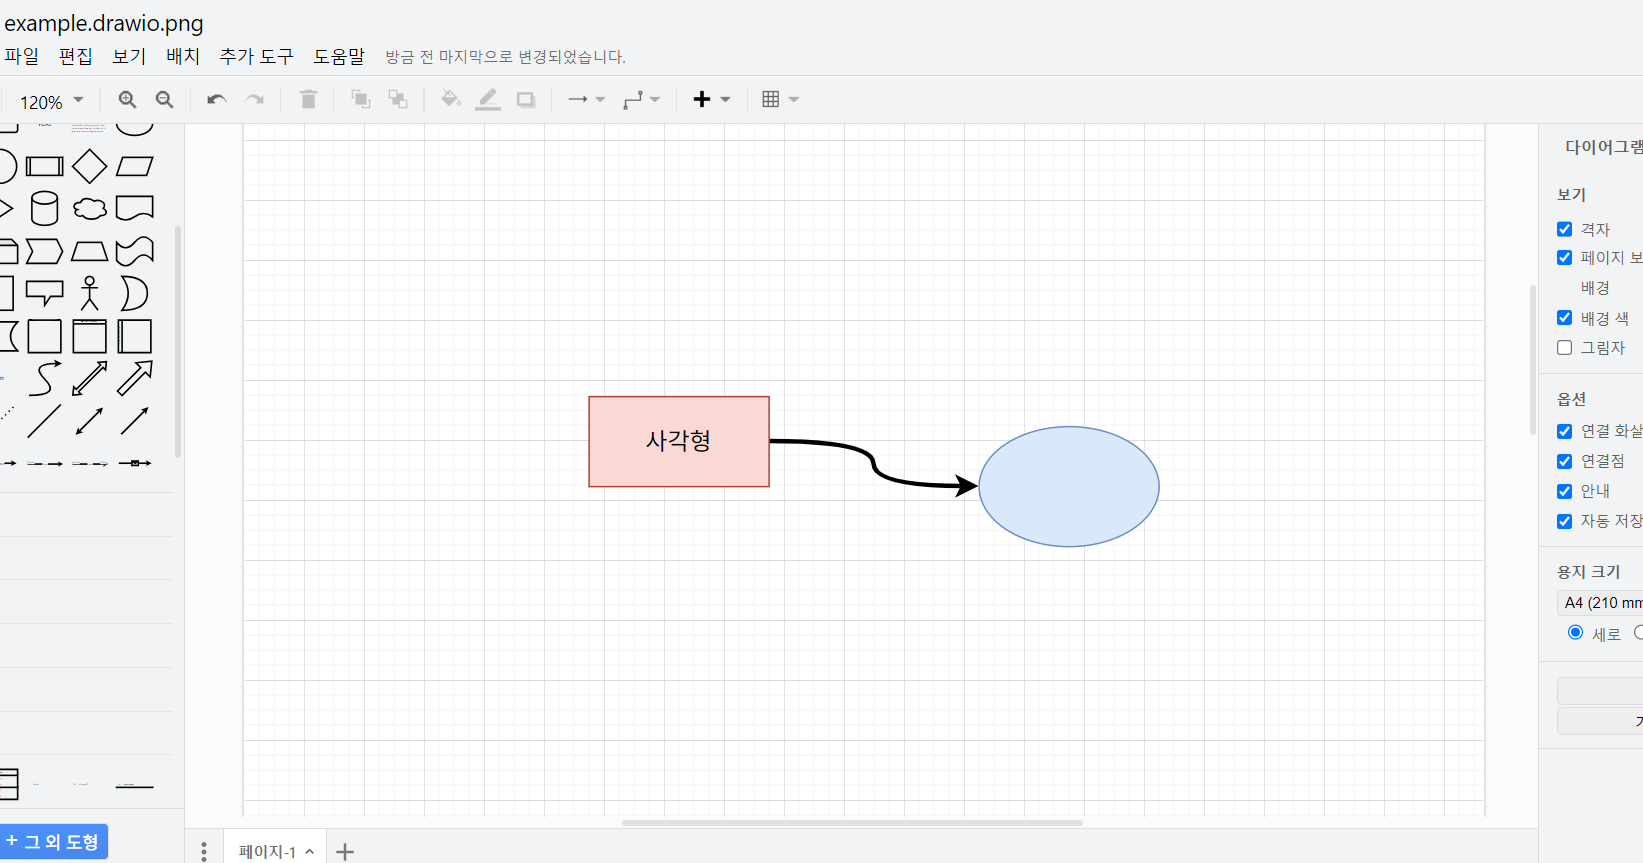 example.drawio.png
파일 편집 보기 배치 추가 도구 도움말 방금 전 마지막으로 변경되었습니다.
120%
다이어그램
보기
격자
페이지 보
배경
배경 색
그림자
사각형
옵션
연결 화살
연결점
안내
자동 저장
용지 크기
A4 (210 mm
세로
+ 그 외 도형
페이지-1